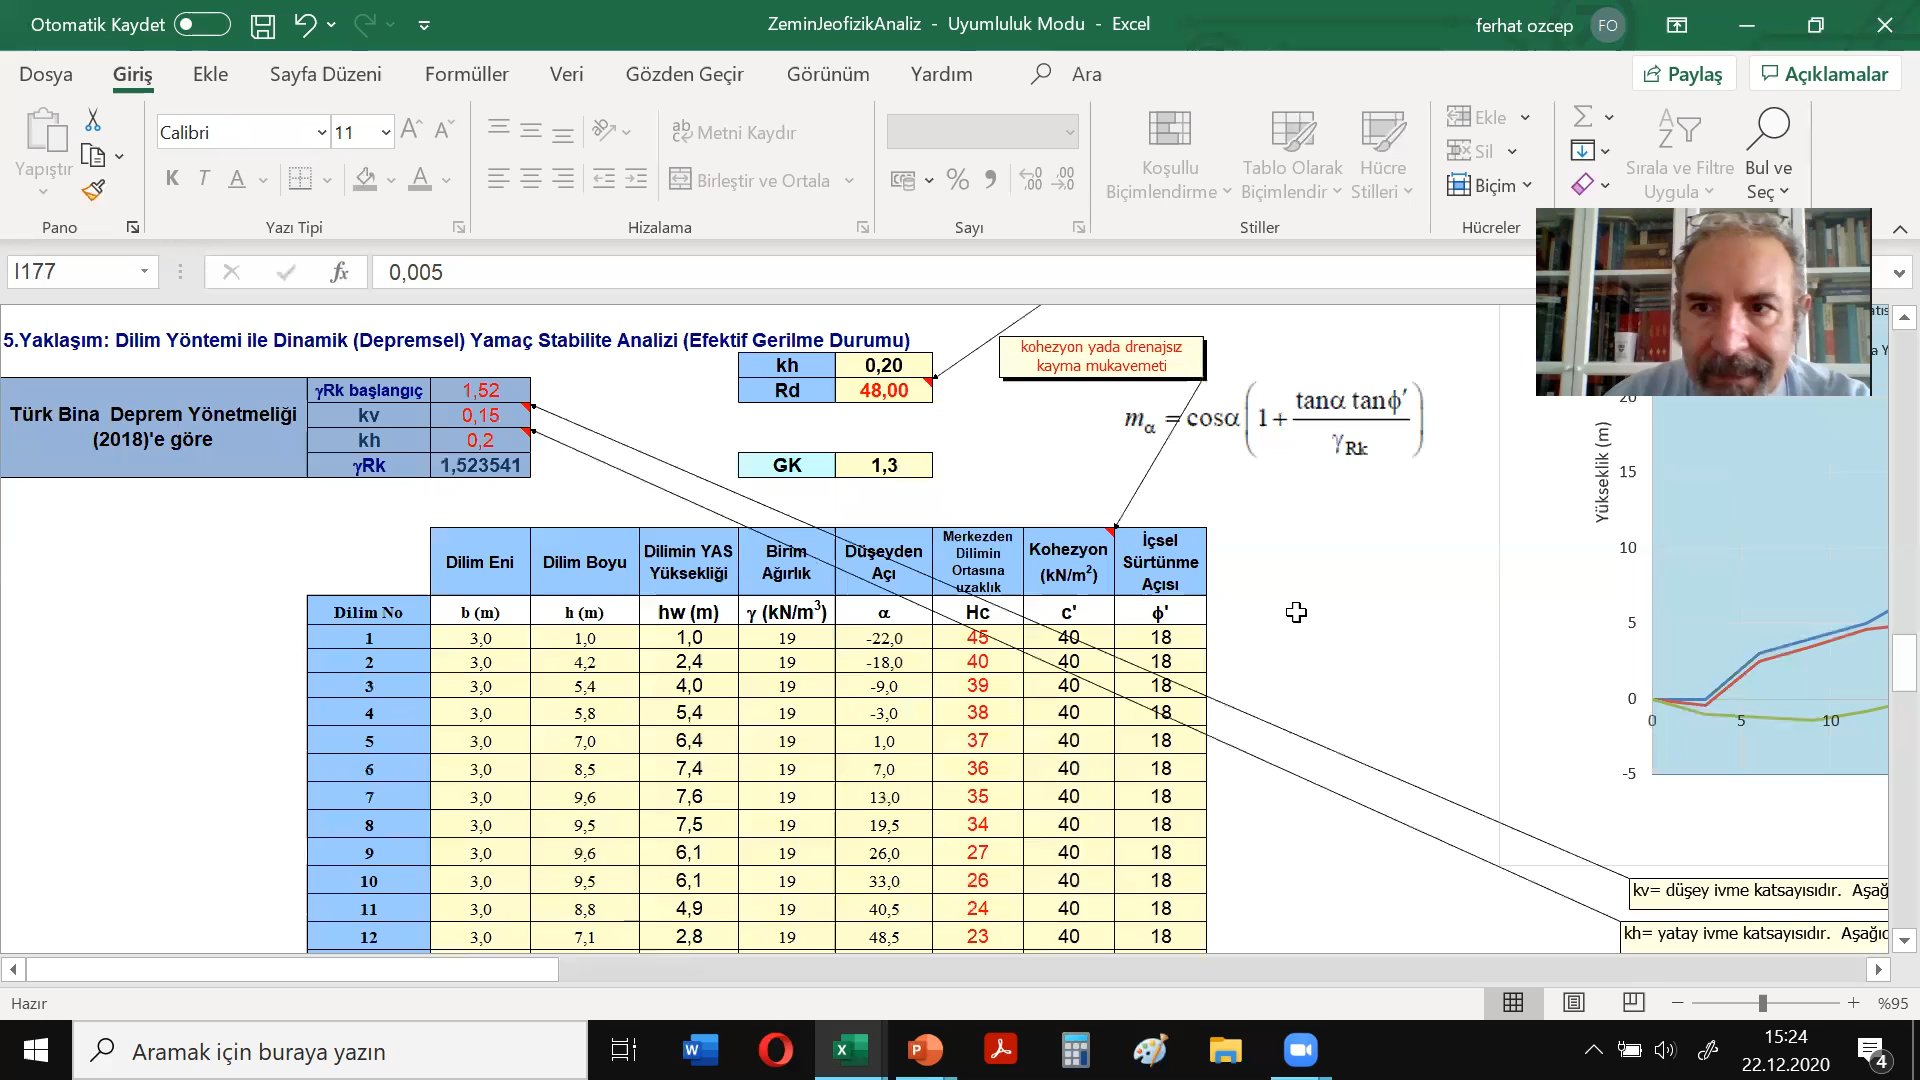 Otomatik Kaydet
ZeminJeofizikAnaliz - Uyumluluk Modu - Excel
ferhat ozcep
FO
Dosya
Giriş
Ekle
Sayfa Düzeni
Formüller
Veri
Gözden Geçir
Görünüm
Yardım
Ara
Paylaş
Açıklamalar
Yapıştır
Calibri
11
K T A
Metni Kaydır
Birleştir ve Ortala
Koşullu
Biçimlendirme
Tablo Olarak
Biçimlendir
Hücre
Stilleri
Ekle
Sil
Biçim
Sırala ve Filtre
Uygula
Bul ve
Seç
Pano
Yazı Tipi
Hizalama
Sayı
Stiller
Hücreler
I177
fx
0,005
5.Yaklaşım: Dilim Yöntemi ile Dinamik (Depremsel) Yamaç Stabilite Analizi (Efektif Gerilme Durumu)
kh 0,20
Rd 48,00
kohezyon yada drenajsız
kayma mukavemeti
Türk Bina Deprem Yönetmeliği
(2018)'e göre
γRk başlangıç 1,52
kv 0,15
kh 0,2
γRk 1,523541
GK 1,3
mα = cosα (1 + tanα tanϕ′ / γRk)
Dilim Eni
Dilim Boyu
Dilimin YAS
Yüksekliği
Birim
Ağırlık
Düşeyden
Açı
Merkezden
Dilimin
Ortasına
uzaklık
Kohezyon
(kN/m²)
İçsel
Sürtünme
Açısı
Dilim No b (m) h (m) hw (m) γ (kN/m³) α Hc c' ϕ'
1 3,0 1,0 1,0 19 -22,0 45 40 18
2 3,0 4,2 2,4 19 -18,0 40 40 18
3 3,0 5,4 4,0 19 -9,0 39 40 18
4 3,0 5,8 5,4 19 -3,0 38 40 18
5 3,0 7,0 6,4 19 1,0 37 40 18
6 3,0 8,5 7,4 19 7,0 36 40 18
7 3,0 9,6 7,6 19 13,0 35 40 18
8 3,0 9,5 7,5 19 19,5 34 40 18
9 3,0 9,6 6,1 19 26,0 27 40 18
10 3,0 9,5 6,1 19 33,0 26 40 18
11 3,0 8,8 4,9 19 40,5 24 40 18
12 3,0 7,1 2,8 19 48,5 23 40 18
Yükseklik (m)
20
15
10
5
0
-5
0 5 10
kv= düşey ivme katsayısıdır. Aşağ
kh= yatay ivme katsayısıdır.
Hazır
%95
Aramak için buraya yazın
15:24
22.12.2020
4